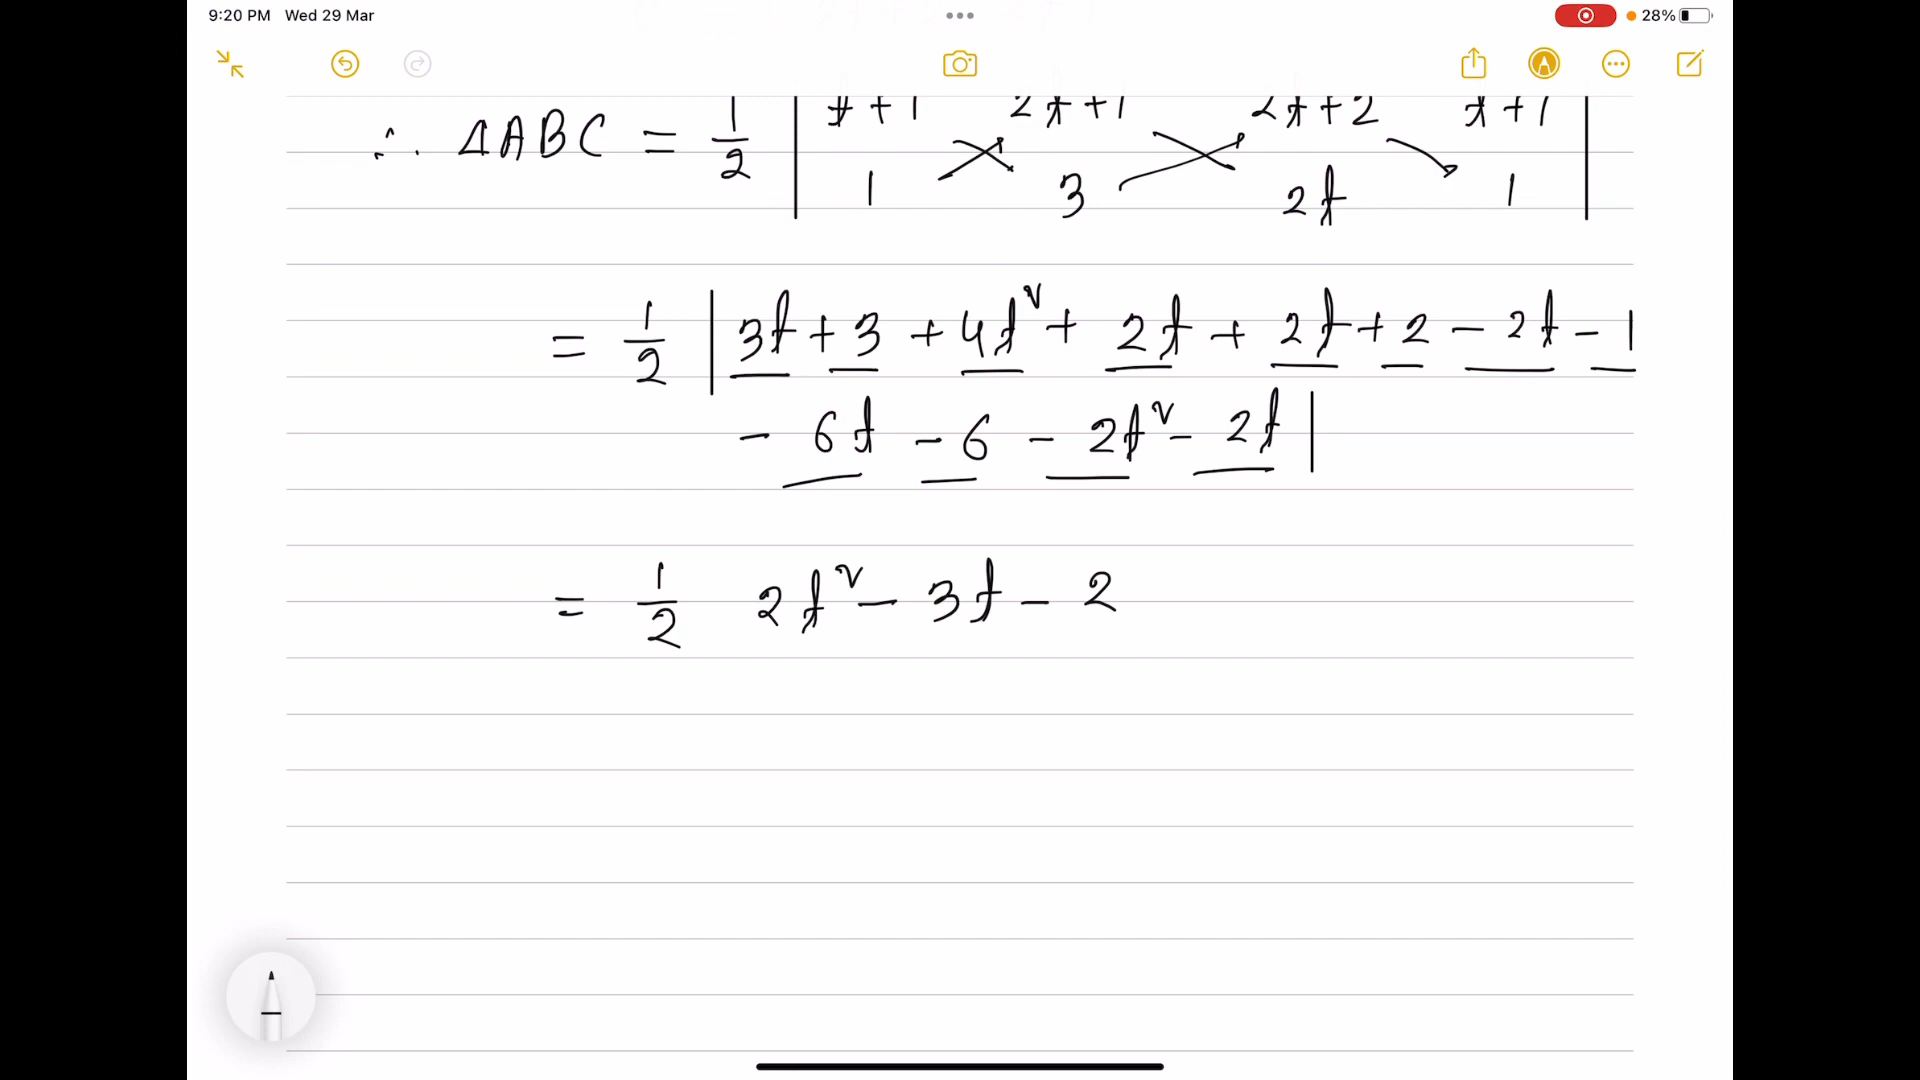 9:20 PM Wed 29 Mar 28%
∴ ΔABC = 1/2 | t+1 2t+1 2t+2 t+1 |
1 3 2t 1
= 1/2 | 3t + 3 + 4t² + 2t + 2t + 2 - 2t - 1
- 6t - 6 - 2t² - 2t |
= 1/2 2t² - 3t - 2